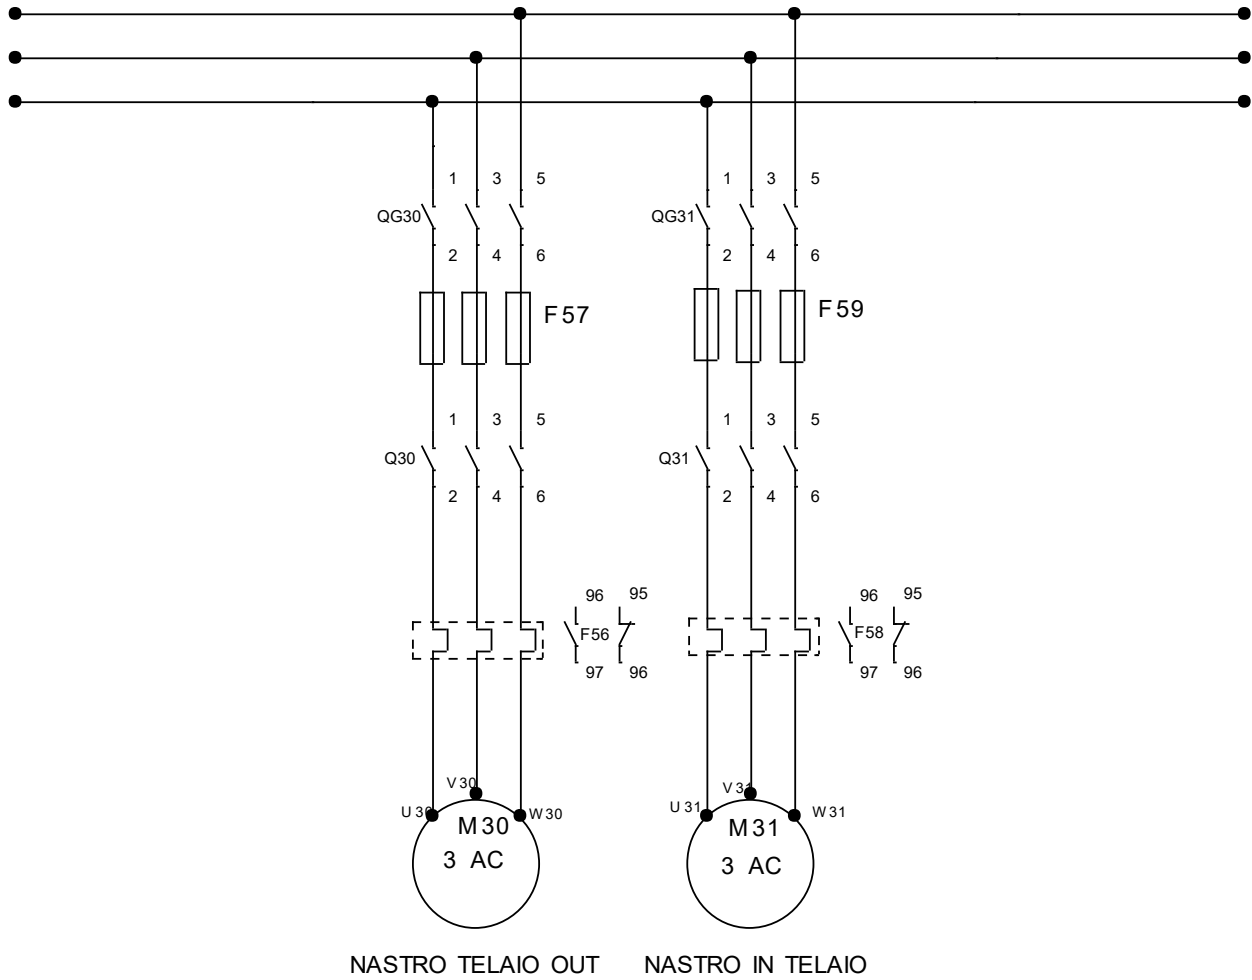 1 3 5 1 3 5
QG30 QG31
2 4 6 2 4 6
F57 F59
1 3 5 1 3 5
Q30 Q31
2 4 6 2 4 6
96 95 96 95
F56 F58
97 96 97 96
V30 V31
U30 W30 U31 W31
M30 M31
3 AC 3 AC
NASTRO TELAIO OUT NASTRO IN TELAIO